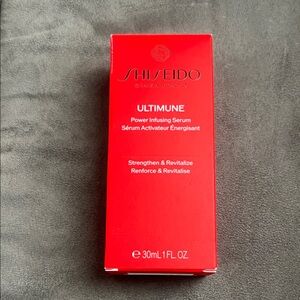 SHISEIDO
ULTIMUNE
Power Infusing Serum
Sérum Activateur Énergisant
Strengthen & Revitalize
Renforce & Revitalise
℮ 30mL 1 FL. OZ.